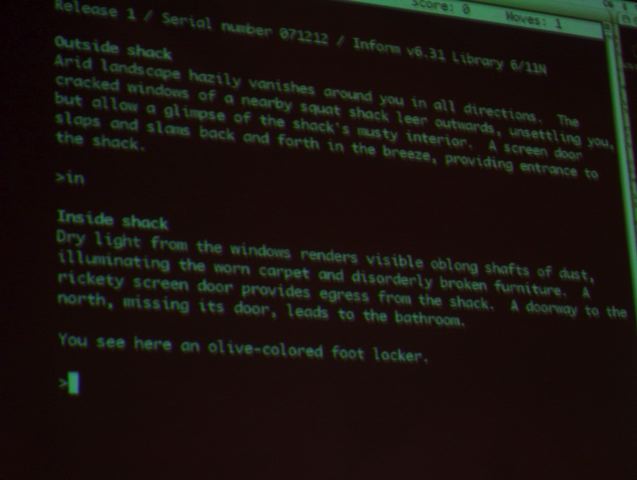 Score: 0 Moves: 1
Release 1 / Serial number 071212 / Inform v6.31 Library 6/11N
Outside shack
Arid landscape hazily vanishes around you in all directions. The
cracked windows of a nearby squat shack leer outwards, unsettling you,
but allow a glimpse of the shack's musty interior. A screen door
slaps and slams back and forth in the breeze, providing entrance to
the shack.
>in
Inside shack
Dry light from the windows renders visible oblong shafts of dust,
illuminating the worn carpet and disorderly broken furniture. A
rickety screen door provides egress from the shack. A doorway to the
north, missing its door, leads to the bathroom.
You see here an olive-colored foot locker.
>